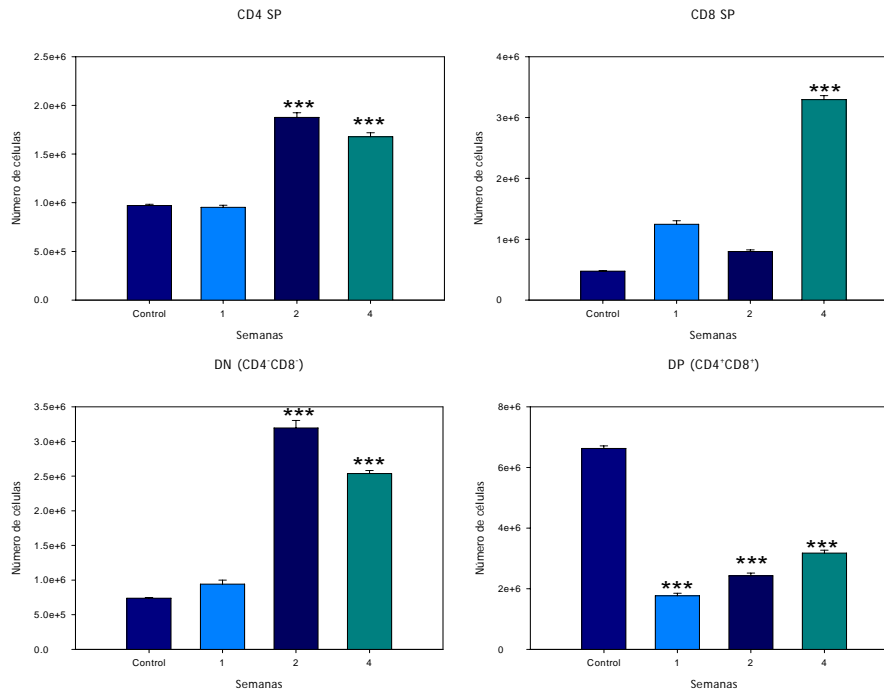 CD4 SP
Número de células
2.5e+6
2.0e+6
1.5e+6
1.0e+6
5.0e+5
0.0
***
***
Control 1 2 4
Semanas
CD8 SP
Número de células
4e+6
3e+6
2e+6
1e+6
0
***
Control 1 2 4
Semanas
DN (CD4⁻CD8⁻)
Número de células
3.5e+6
3.0e+6
2.5e+6
2.0e+6
1.5e+6
1.0e+6
5.0e+5
0.0
***
***
Control 1 2 4
Semanas
DP (CD4⁺CD8⁺)
Número de células
8e+6
6e+6
4e+6
2e+6
0
***
***
***
Control 1 2 4
Semanas